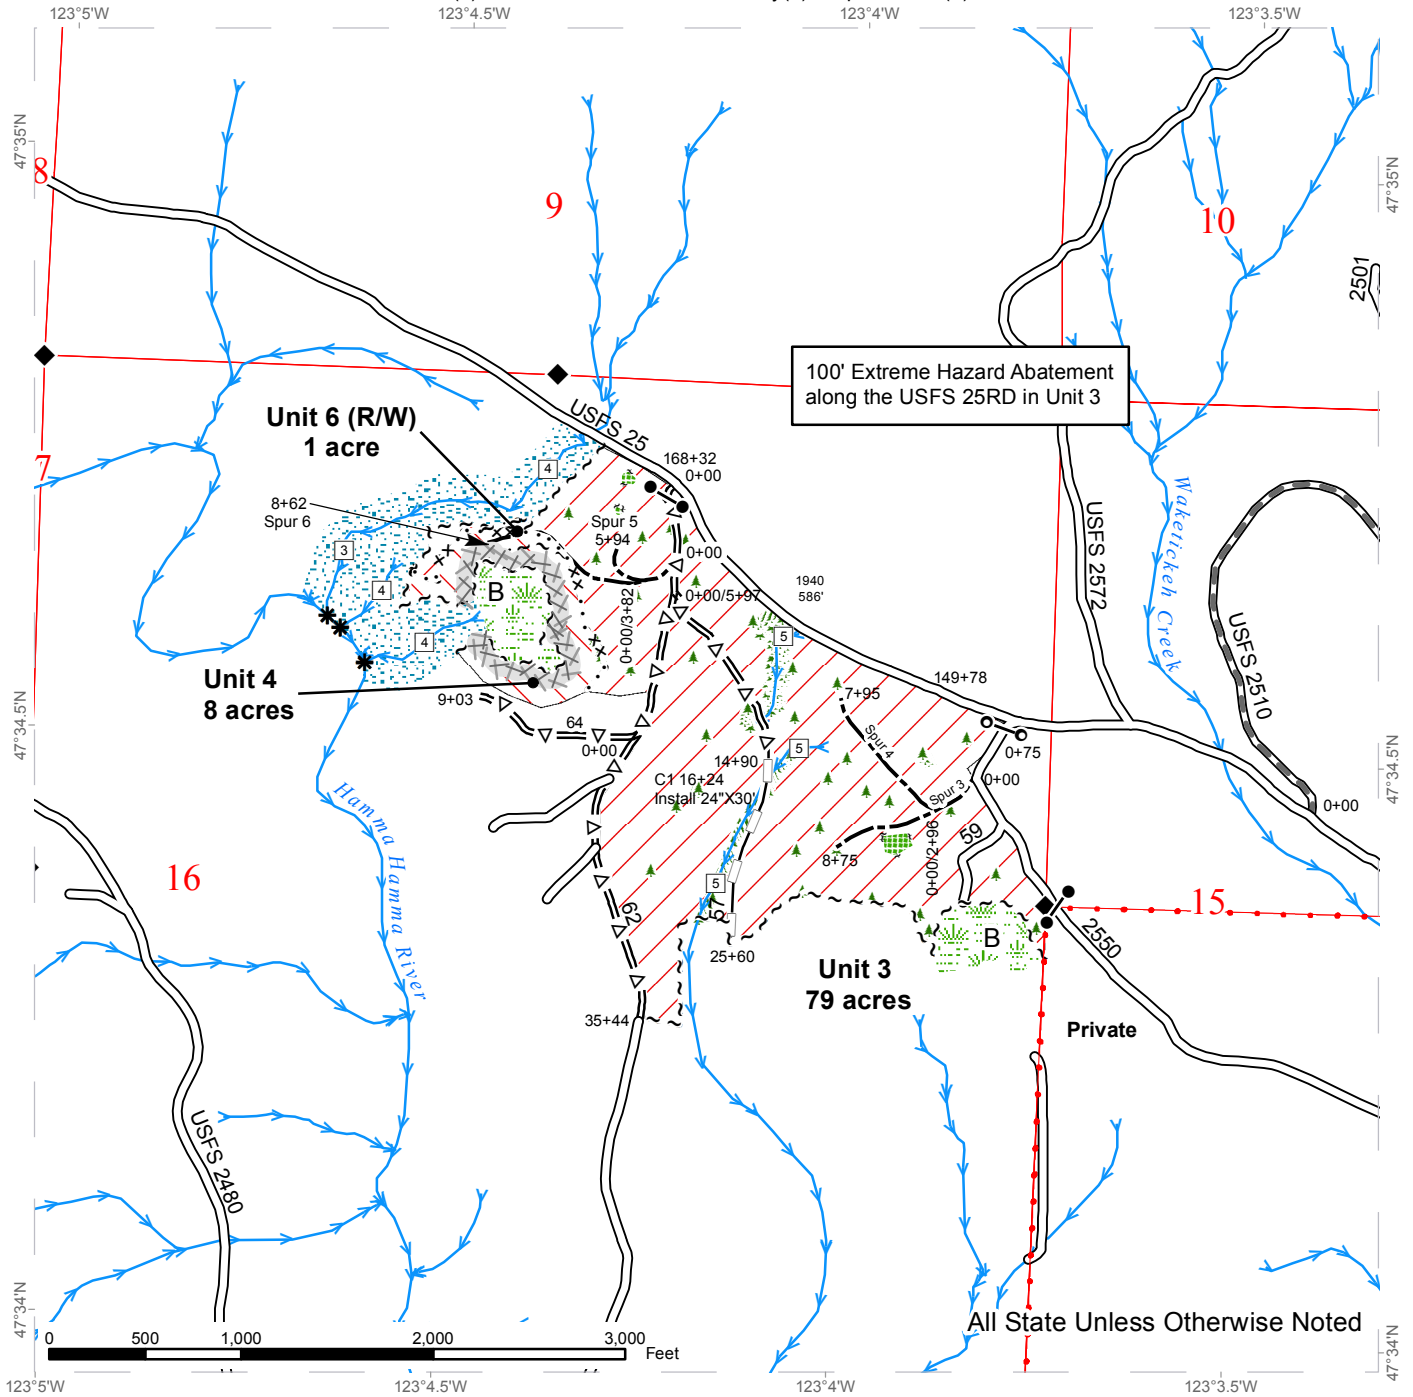 123°5'W
123°4.5'W
123°4'W
123°3.5'W
47°35'N
47°35'N
8
9
10
2501
100' Extreme Hazard Abatement
along the USFS 25RD in Unit 3
USFS 25
Unit 6 (R/W)
1 acre
7
168+32
0+00
4
8+62
Spur 6
Spur 5
5+94
3
0+00
4
B
0+00/5+97
1940
586'
0+00/3+82
4
5
Waketickeh Creek
USFS 2572
USFS 2510
Unit 4
8 acres
9+03
64
0+00
7+95
149+78
Spur 4
5
0+75
47°34.5'N
47°34.5'N
14+90
C1 16+24
Install 24"X30'
0+00
Spur 3
0+00
Hamma Hamma River
8+75
0+00/2+96
59
16
5
57
62
15
B
2550
25+60
Unit 3
79 acres
35+44
Private
USFS 2480
47°34'N
47°34'N
All State Unless Otherwise Noted
0
500
1,000
2,000
3,000
Feet
123°5'W
123°4.5'W
123°4'W
123°3.5'W